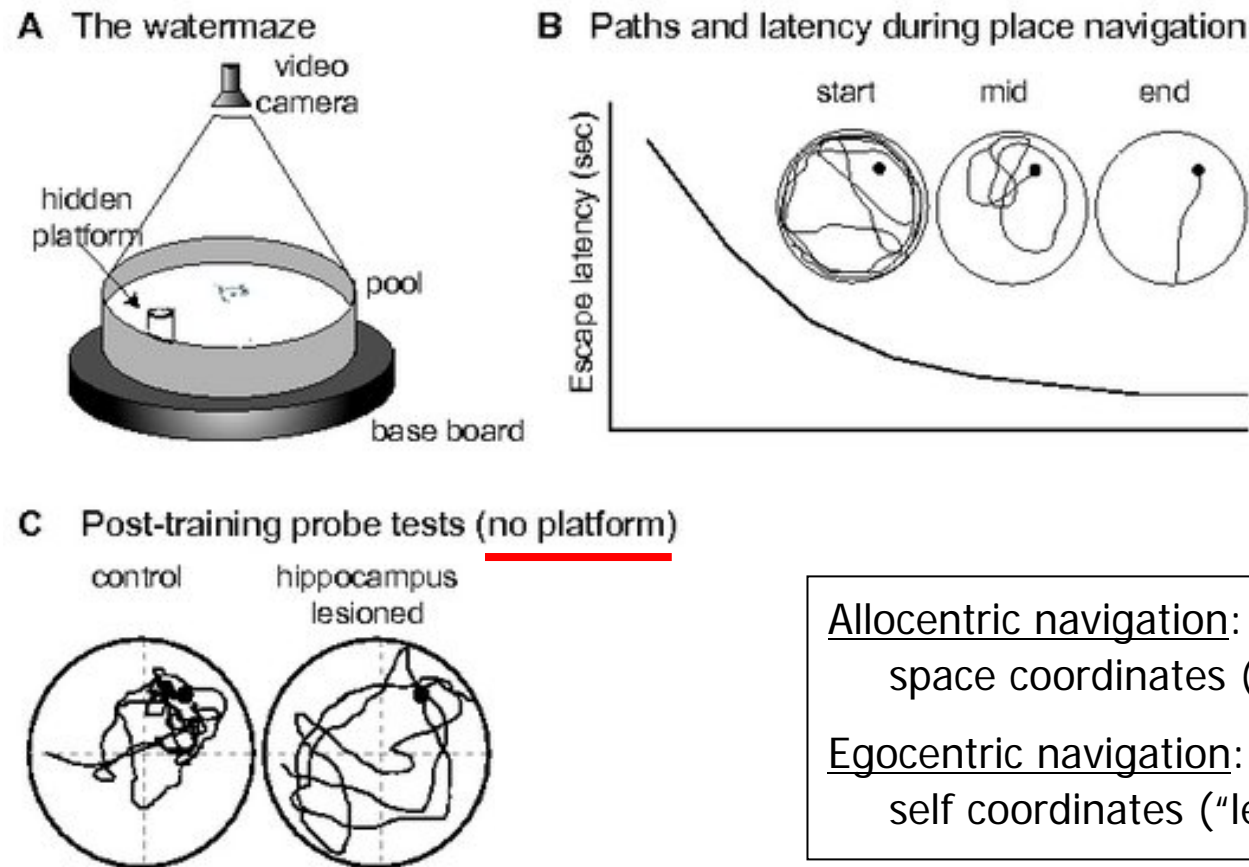 A The watermaze
video
camera
hidden
platform
pool
base board
B Paths and latency during place navigation
start mid end
Escape latency (sec)
C Post-training probe tests (no platform)
control
hippocampus
lesioned
Allocentric navigation:
space coordinates (
Egocentric navigation:
self coordinates ("le